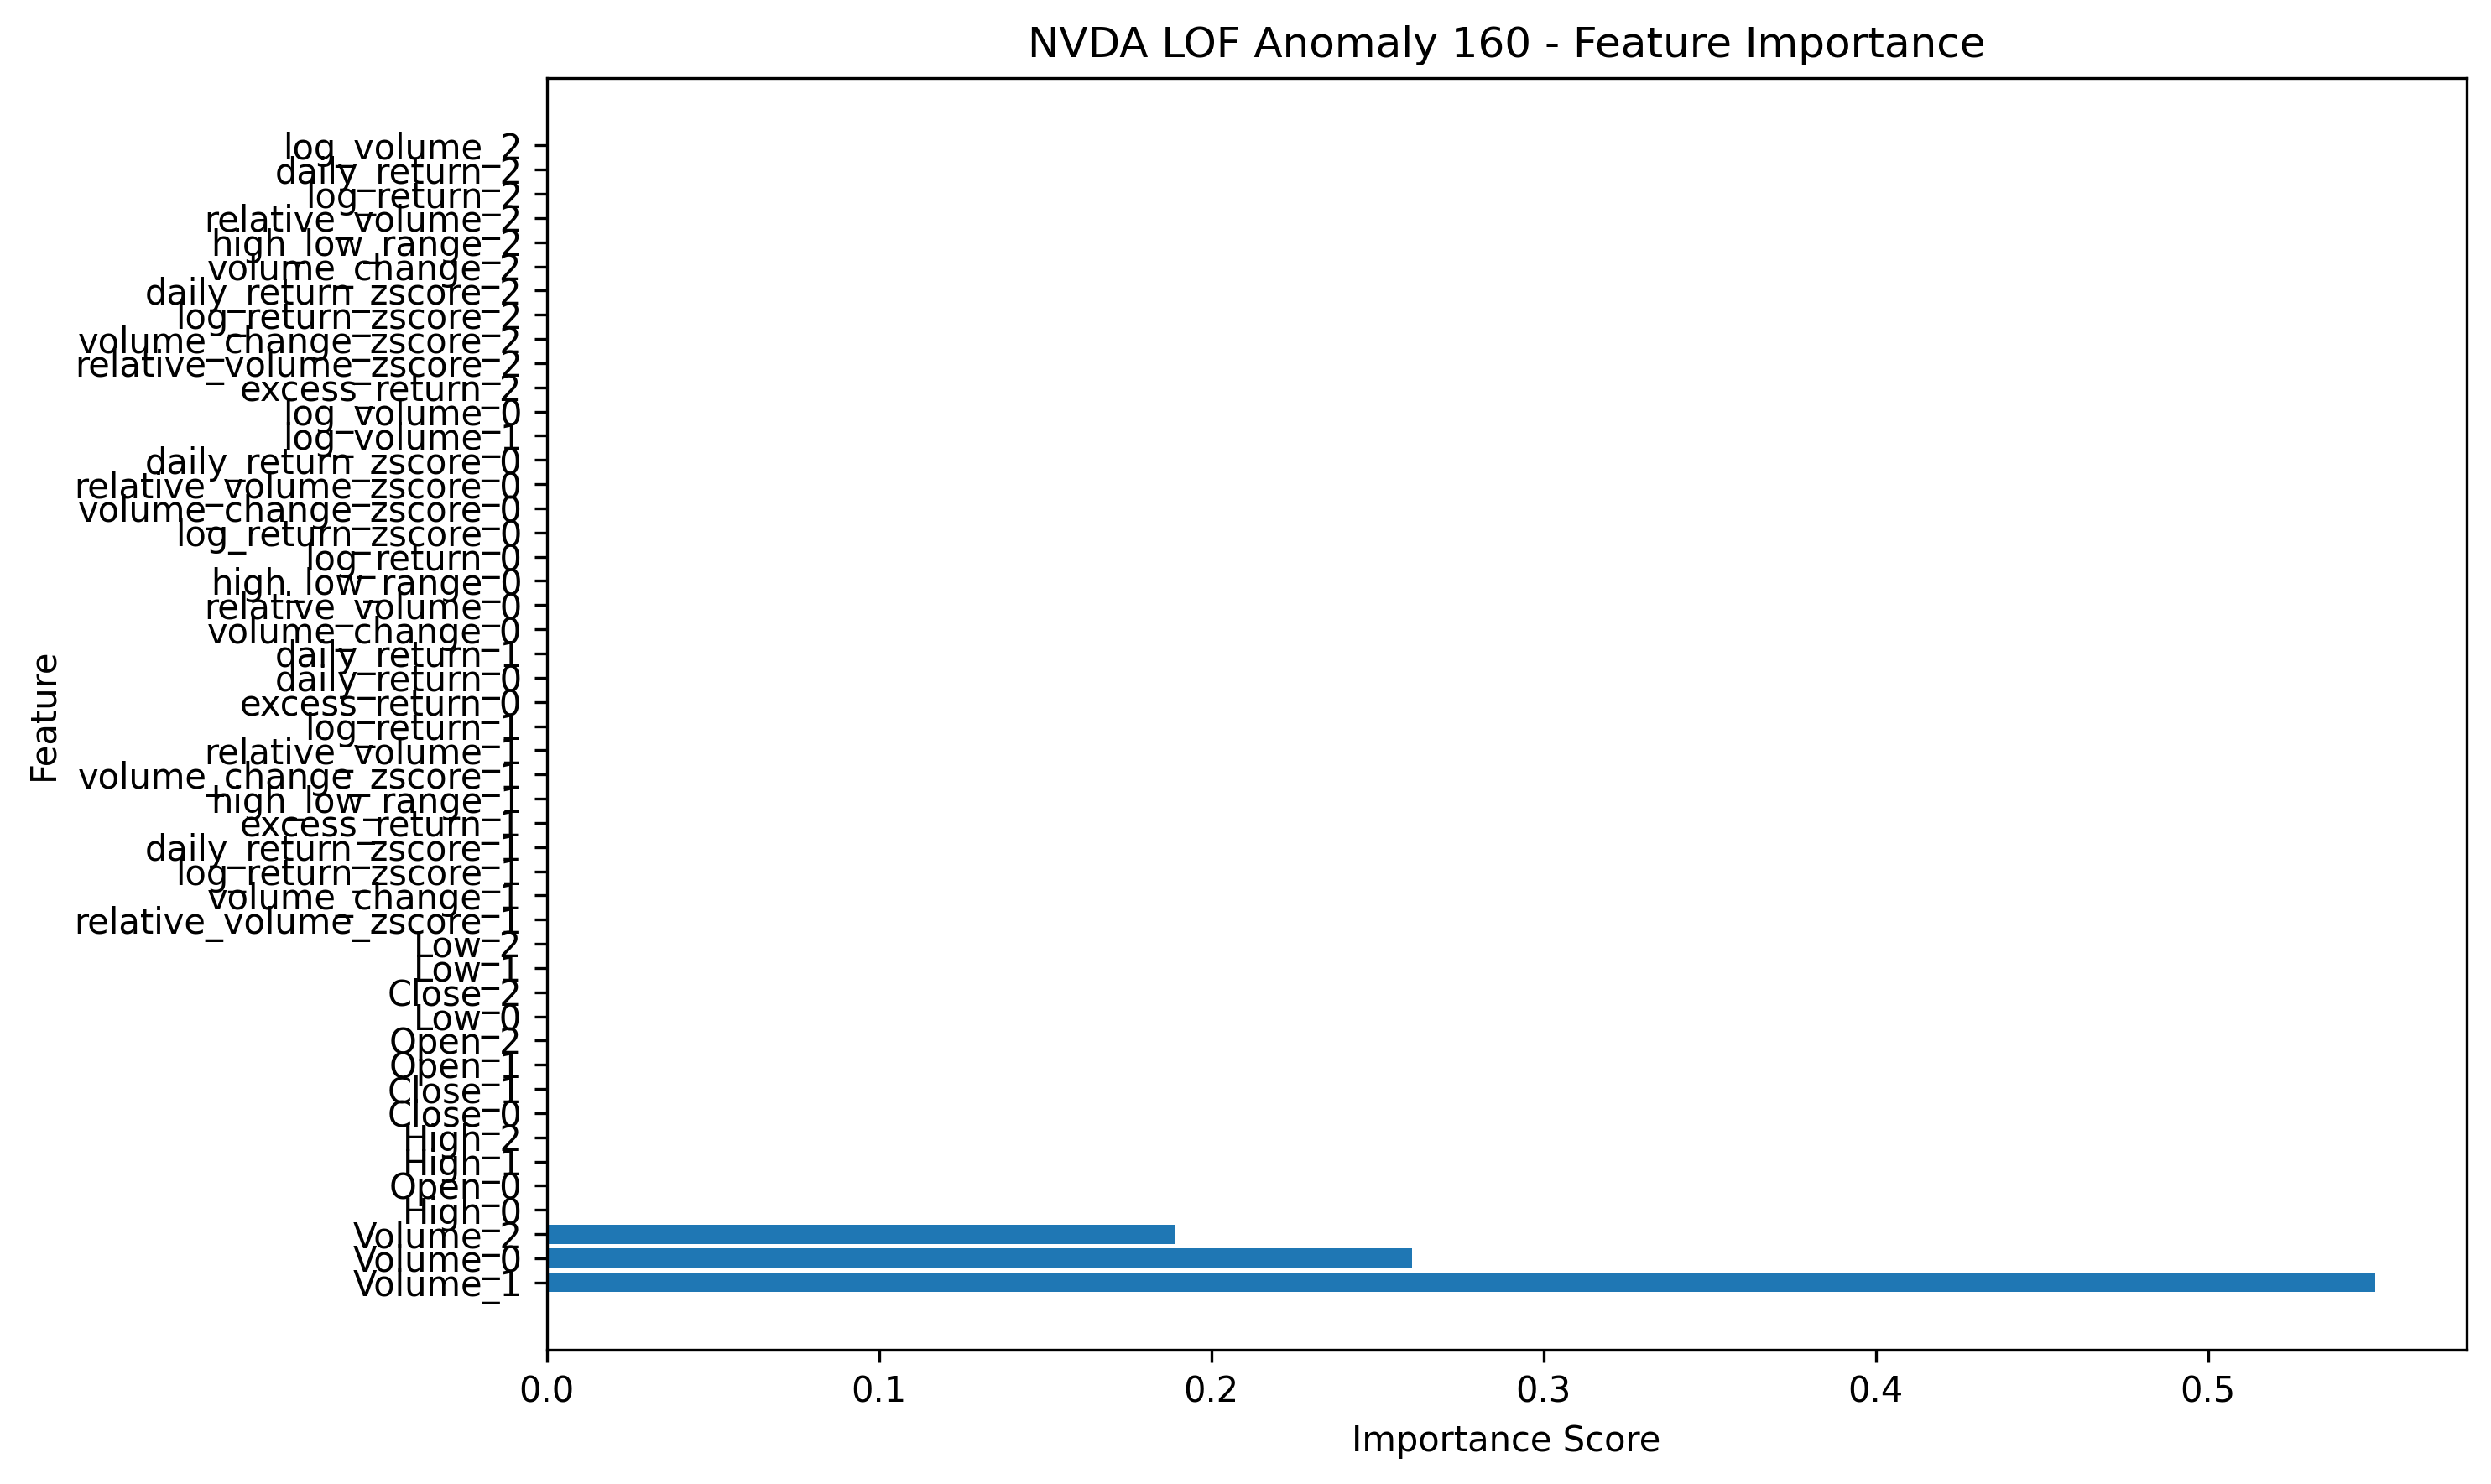 NVDA LOF Anomaly 160 - Feature Importance
log_volume_2
daily_return_2
log_return_2
relative_volume_2
high_low_range_2
volume_change_2
daily_return_zscore_2
log_return_zscore_2
volume_change_zscore_2
relative_volume_zscore_2
excess_return_2
log_volume_0
log_volume_1
daily_return_zscore_0
relative_volume_zscore_0
volume_change_zscore_0
log_return_zscore_0
log_return_0
high_low_range_0
relative_volume_0
volume_change_0
daily_return_1
daily_return_0
excess_return_0
log_return_1
relative_volume_1
volume_change_zscore_1
high_low_range_1
excess_return_1
daily_return_zscore_1
log_return_zscore_1
volume_change_1
relative_volume_zscore_1
Low_2
Low_1
Close_2
Low_0
Open_2
Open_1
Close_1
Close_0
High_2
High_1
Open_0
High_0
Volume_2
Volume_0
Volume_1
Feature
0.0 0.1 0.2 0.3 0.4 0.5
Importance Score